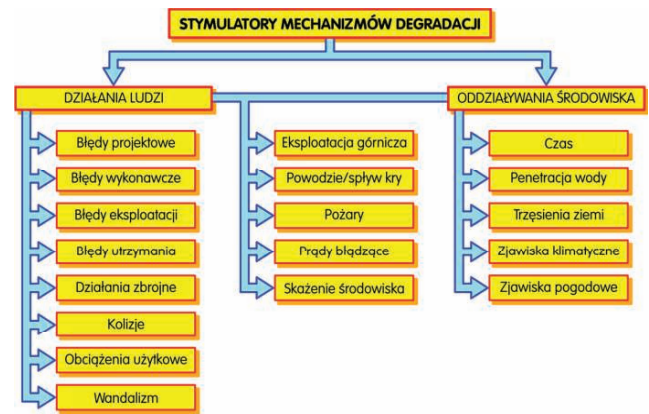 STYMULATORY MECHANIZMÓW DEGRADACJI
DZIAŁANIA LUDZI
Błędy projektowe
Błędy wykonawcze
Błędy eksploatacji
Błędy utrzymania
Działania zbrojne
Kolizje
Obciążenia użytkowe
Wandalizm
Eksploatacja górnicza
Powodzie/spływ kry
Pożary
Prądy błądzące
Skażenie środowiska
ODDZIAŁYWANIA ŚRODOWISKA
Czas
Penetracja wody
Trzęsienia ziemi
Zjawiska klimatyczne
Zjawiska pogodowe